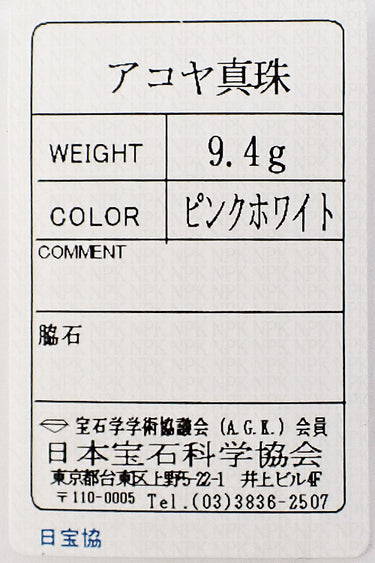 アコヤ真珠
WEIGHT 9.4g
COLOR ピンクホワイト
COMMENT
脇石
宝石学学術協議会 (A.G.K.) 会員
日本宝石科学協会
東京都台東区上野5-22-1 井上ビル4F
〒110-0005 Tel.(03)3836-2507
日宝協